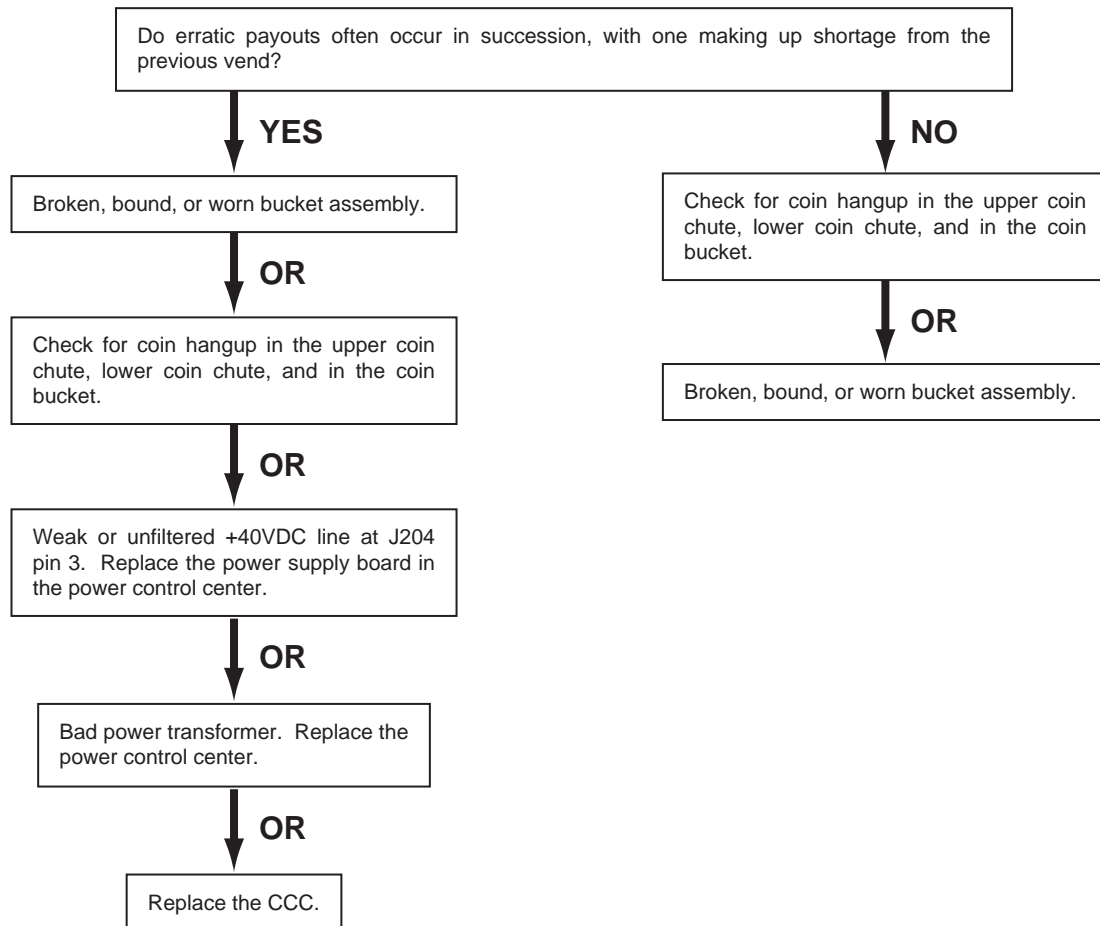 Do erratic payouts often occur in succession, with one making up shortage from the
previous vend?
YES
NO
Broken, bound, or worn bucket assembly.
OR
Check for coin hangup in the upper coin
chute, lower coin chute, and in the coin
bucket.
OR
Weak or unfiltered +40VDC line at J204
pin 3. Replace the power supply board in
the power control center.
OR
Bad power transformer. Replace the
power control center.
OR
Replace the CCC.
Check for coin hangup in the upper coin
chute, lower coin chute, and in the coin
bucket.
OR
Broken, bound, or worn bucket assembly.